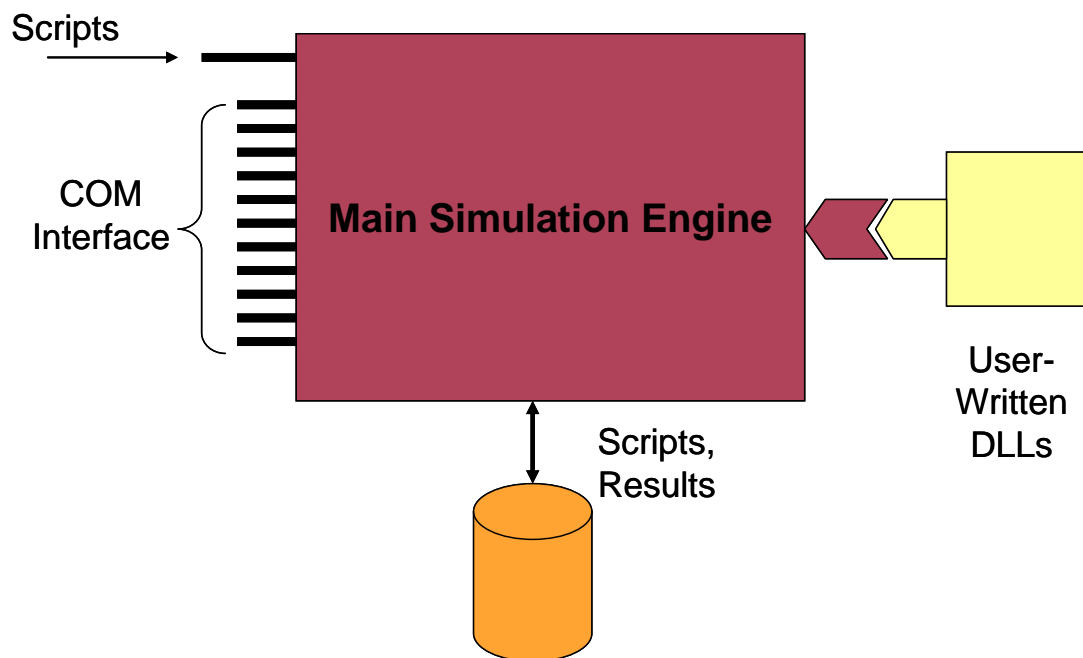 Scripts
COM
Interface
Main Simulation Engine
User-
Written
DLLs
Scripts,
Results